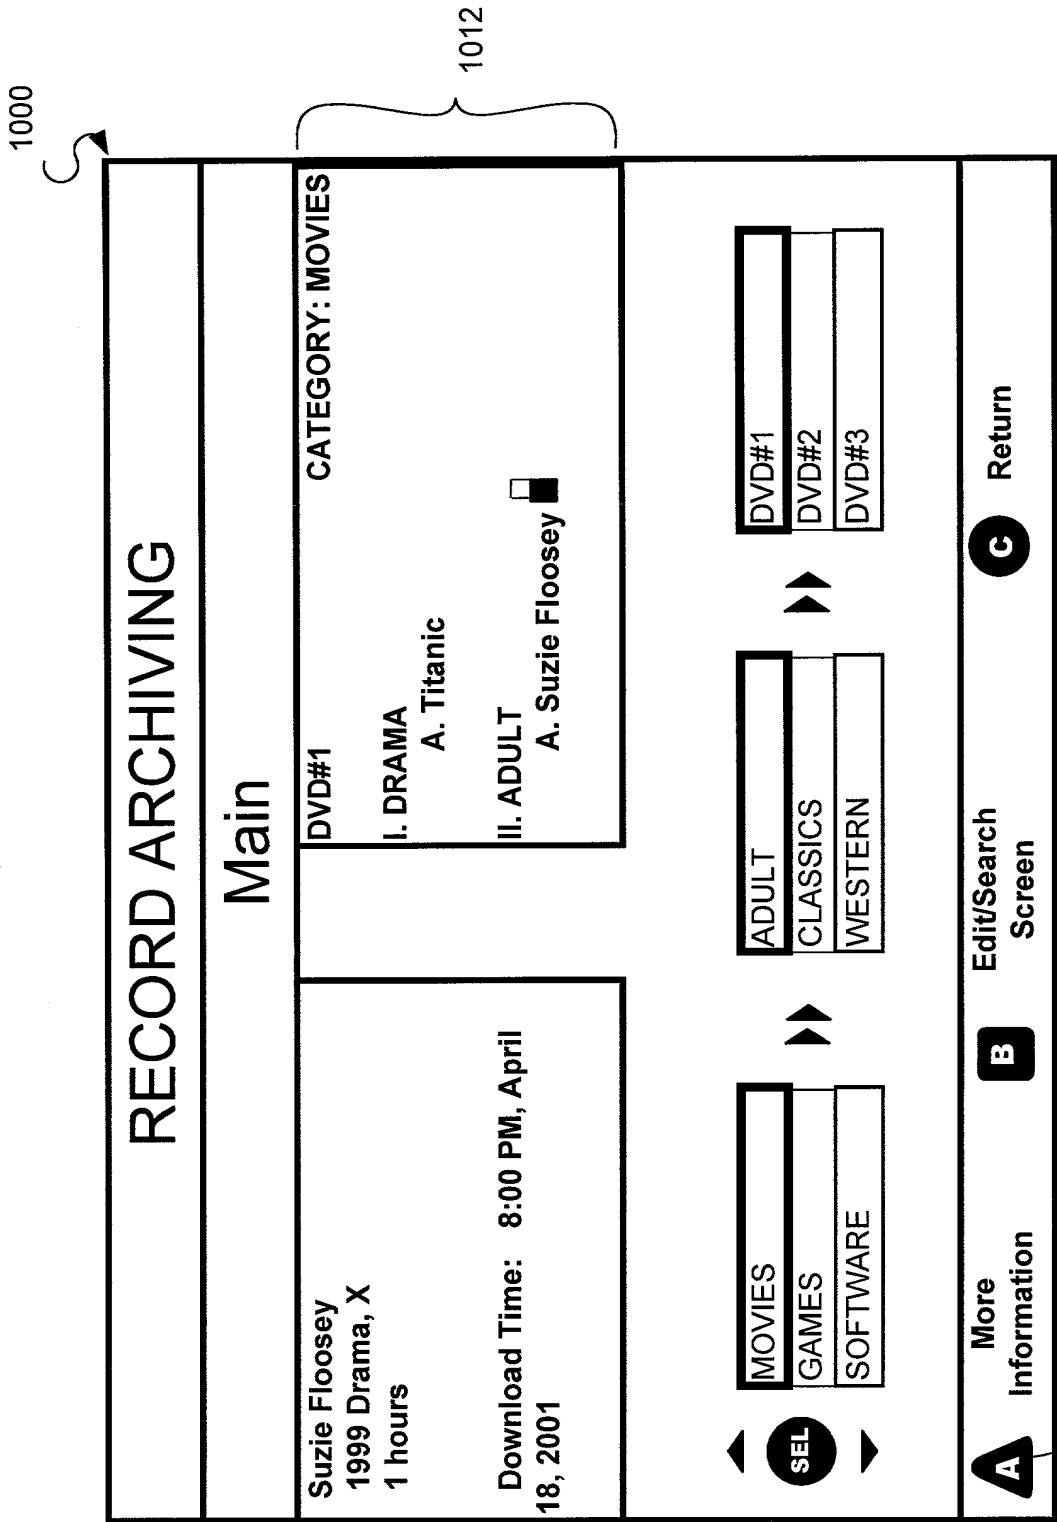 1000
RECORD ARCHIVING
Main
Suzie Floosey
1999 Drama, X
1 hours
Download Time: 8:00 PM, April
18, 2001
DVD#1 CATEGORY: MOVIES
I. DRAMA
A. Titanic
II. ADULT
A. Suzie Floosey
1012
SEL
MOVIES
GAMES
SOFTWARE
ADULT
CLASSICS
WESTERN
DVD#1
DVD#2
DVD#3
A More
Information
B Edit/Search
Screen
C Return